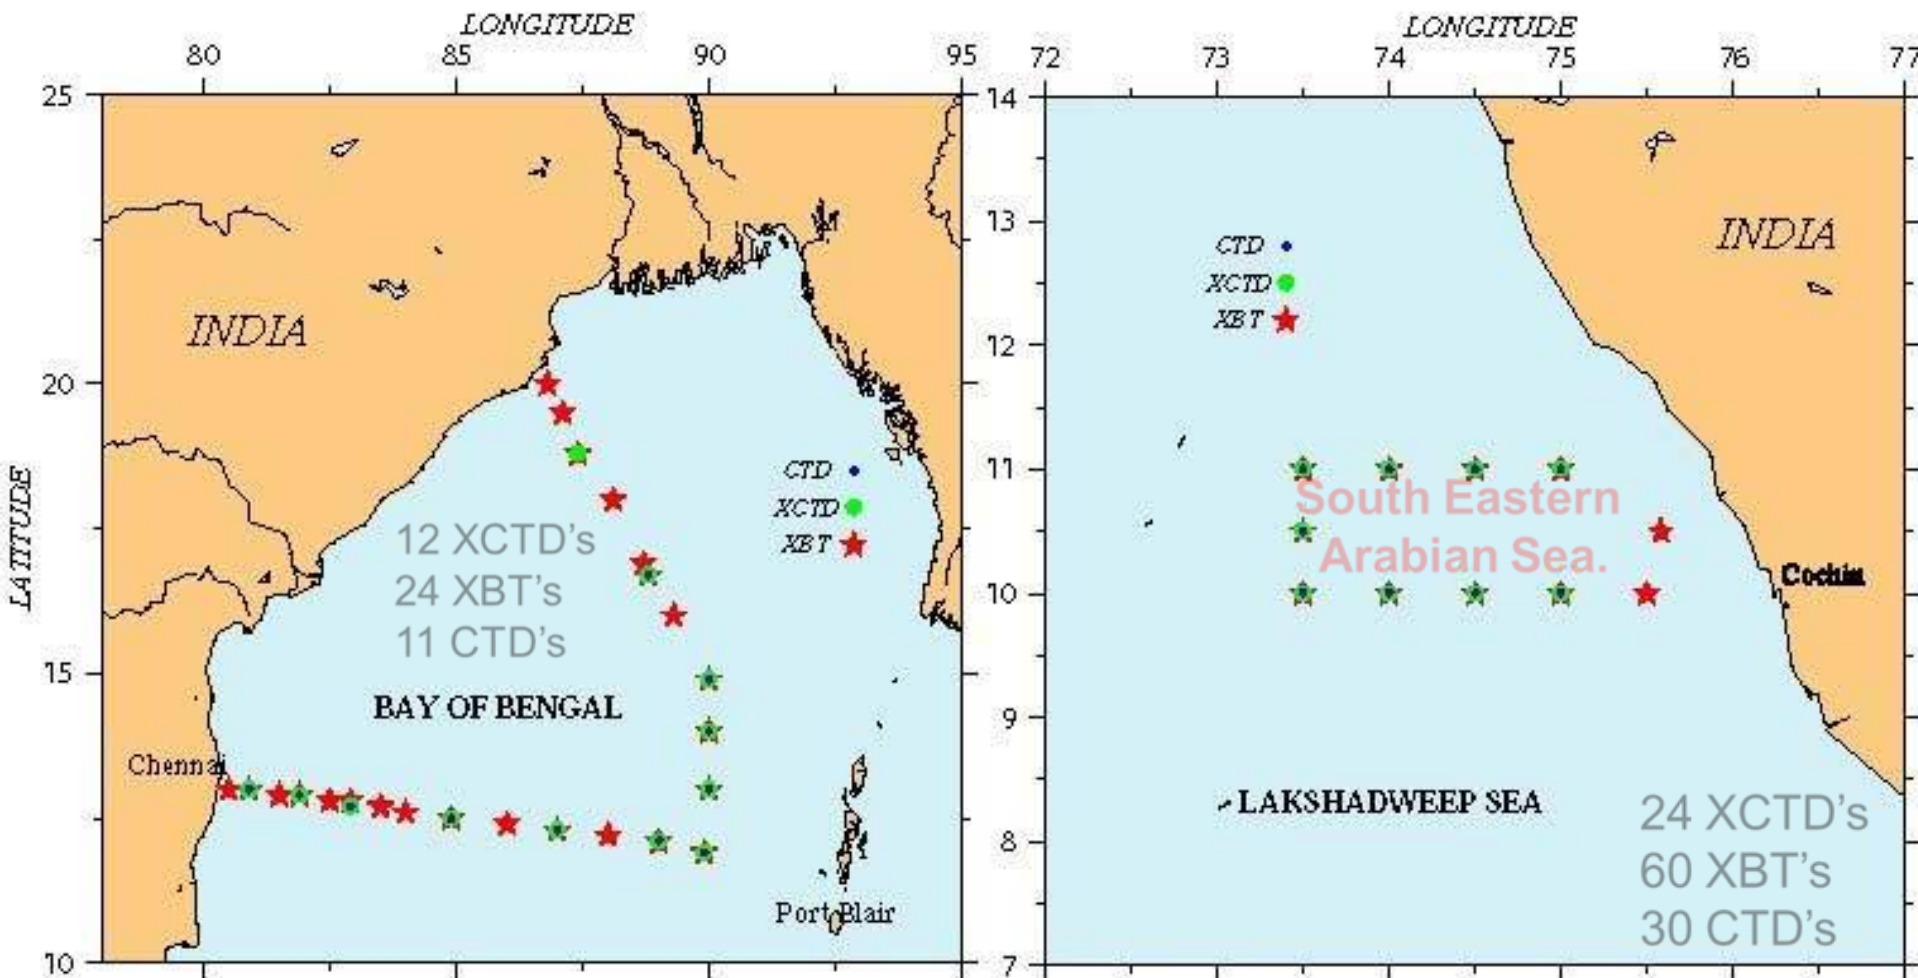 LONGITUDE
80 85 90 95
25
20
15
10
LATITUDE
INDIA
CTD
XCTD
XBT
12 XCTD's
24 XBT's
11 CTD's
BAY OF BENGAL
Chennai
Port Blair
LONGITUDE
72 73 74 75 76 77
14
13
12
11
10
9
8
7
INDIA
CTD
XCTD
XBT
South Eastern
Arabian Sea.
Cochin
LAKSHADWEEP SEA
24 XCTD's
60 XBT's
30 CTD's